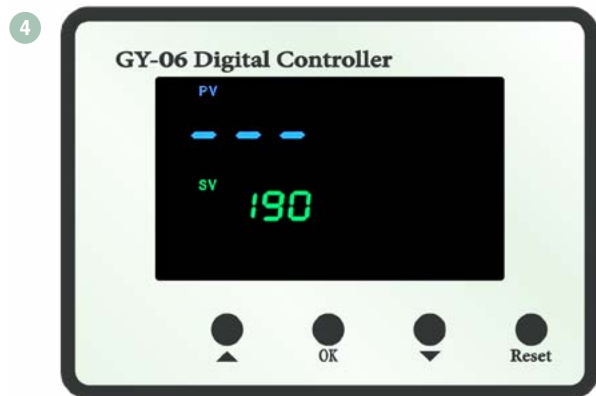 4
GY-06 Digital Controller
PV
---
SV
190
▲ OK ▼ Reset